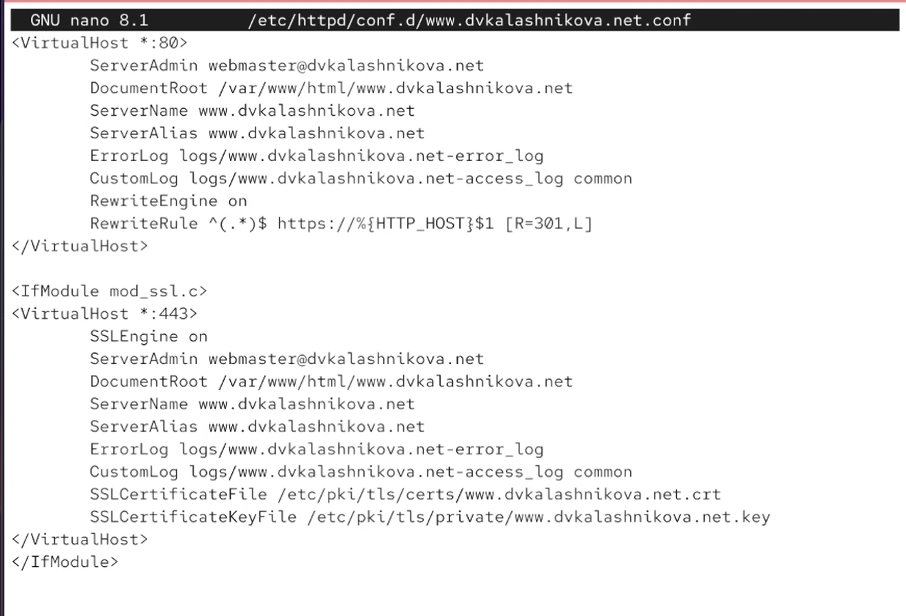 GNU nano 8.1 /etc/httpd/conf.d/www.dvkalashnikova.net.conf
<VirtualHost *:80>
ServerAdmin webmaster@dvkalashnikova.net
DocumentRoot /var/www/html/www.dvkalashnikova.net
ServerName www.dvkalashnikova.net
ServerAlias www.dvkalashnikova.net
ErrorLog logs/www.dvkalashnikova.net-error_log
CustomLog logs/www.dvkalashnikova.net-access_log common
RewriteEngine on
RewriteRule ^(.*)$ https://%{HTTP_HOST}$1 [R=301,L]
</VirtualHost>
<IfModule mod_ssl.c>
<VirtualHost *:443>
SSLEngine on
ServerAdmin webmaster@dvkalashnikova.net
DocumentRoot /var/www/html/www.dvkalashnikova.net
ServerName www.dvkalashnikova.net
ServerAlias www.dvkalashnikova.net
ErrorLog logs/www.dvkalashnikova.net-error_log
CustomLog logs/www.dvkalashnikova.net-access_log common
SSLCertificateFile /etc/pki/tls/certs/www.dvkalashnikova.net.crt
SSLCertificateKeyFile /etc/pki/tls/private/www.dvkalashnikova.net.key
</VirtualHost>
</IfModule>